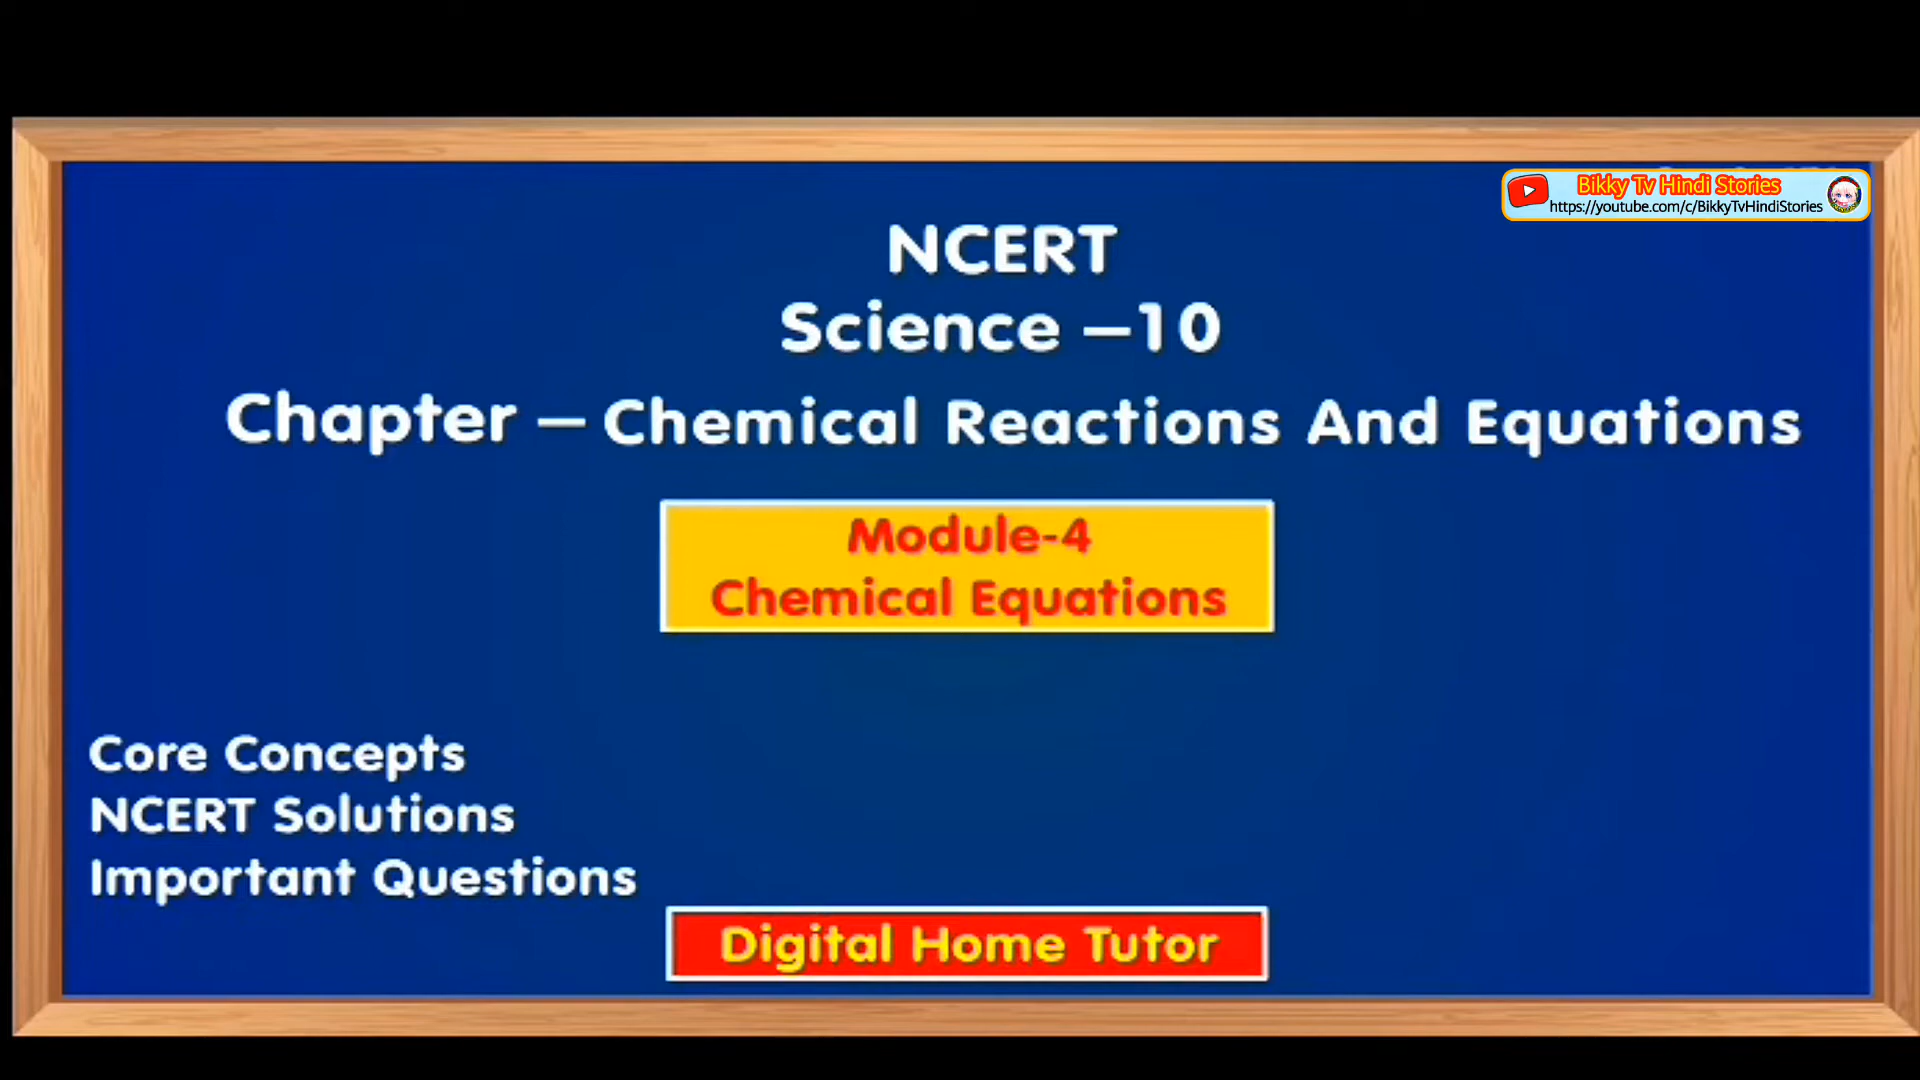 Bikky Tv Hindi Stories
https://youtube.com/c/BikkyTvHindiStories
NCERT
Science –10
Chapter – Chemical Reactions And Equations
Module-4
Chemical Equations
Core Concepts
NCERT Solutions
Important Questions
Digital Home Tutor